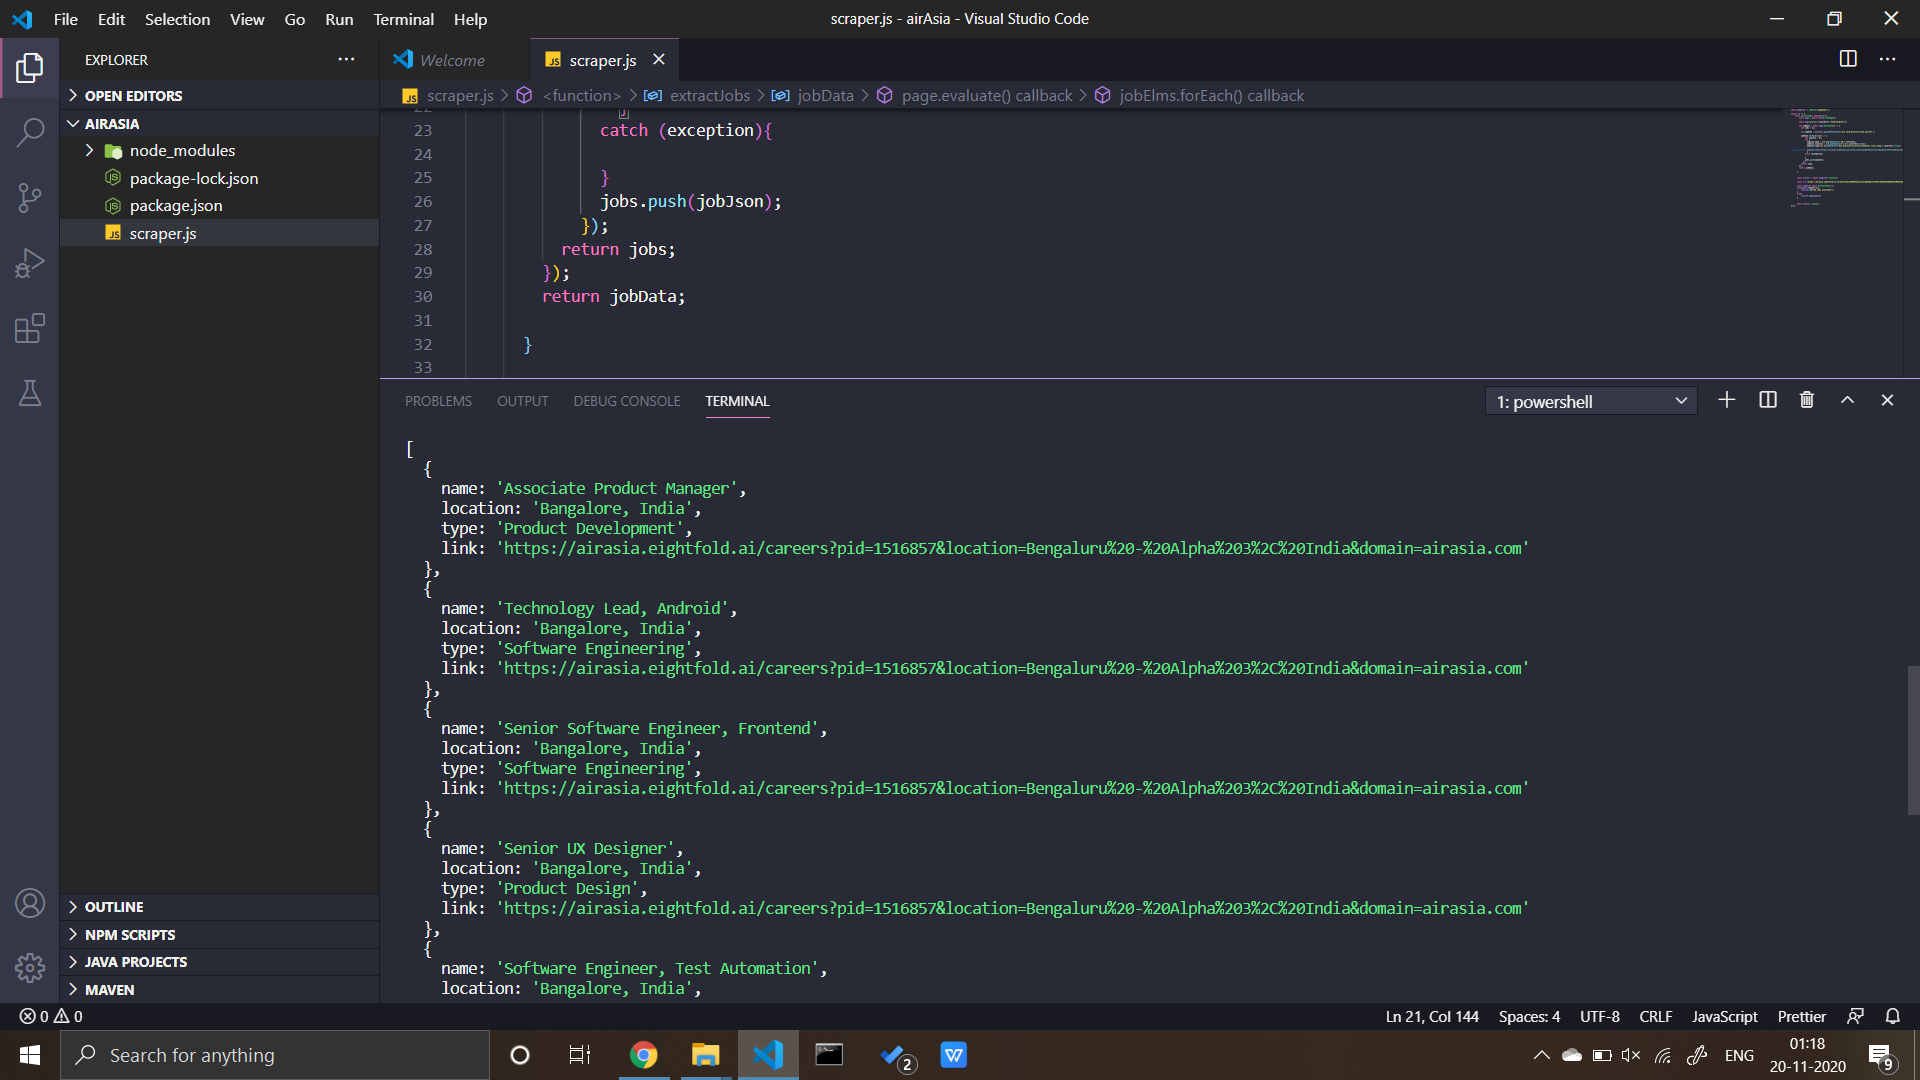 File Edit Selection View Go Run Terminal Help
scraper.js - airAsia - Visual Studio Code
EXPLORER
Welcome
scraper.js
OPEN EDITORS
scraper.js > <function> > extractJobs > jobData > page.evaluate() callback > jobElms.forEach() callback
AIRASIA
node_modules
package-lock.json
package.json
scraper.js
23 catch (exception){
24
25 }
26 jobs.push(jobJson);
27 });
28 return jobs;
29 });
30 return jobData;
31
32 }
33
PROBLEMS OUTPUT DEBUG CONSOLE TERMINAL
1: powershell
[
{
name: 'Associate Product Manager',
location: 'Bangalore, India',
type: 'Product Development',
link: 'https://airasia.eightfold.ai/careers?pid=1516857&location=Bengaluru%20-%20Alpha%203%2C%20India&domain=airasia.com'
},
{
name: 'Technology Lead, Android',
location: 'Bangalore, India',
type: 'Software Engineering',
link: 'https://airasia.eightfold.ai/careers?pid=1516857&location=Bengaluru%20-%20Alpha%203%2C%20India&domain=airasia.com'
},
{
name: 'Senior Software Engineer, Frontend',
location: 'Bangalore, India',
type: 'Software Engineering',
link: 'https://airasia.eightfold.ai/careers?pid=1516857&location=Bengaluru%20-%20Alpha%203%2C%20India&domain=airasia.com'
},
{
name: 'Senior UX Designer',
location: 'Bangalore, India',
type: 'Product Design',
link: 'https://airasia.eightfold.ai/careers?pid=1516857&location=Bengaluru%20-%20Alpha%203%2C%20India&domain=airasia.com'
},
{
name: 'Software Engineer, Test Automation',
location: 'Bangalore, India',
OUTLINE
NPM SCRIPTS
JAVA PROJECTS
MAVEN
0 0
Ln 21, Col 144 Spaces: 4 UTF-8 CRLF JavaScript Prettier
Search for anything
2
W
ENG
01:18
20-11-2020
9